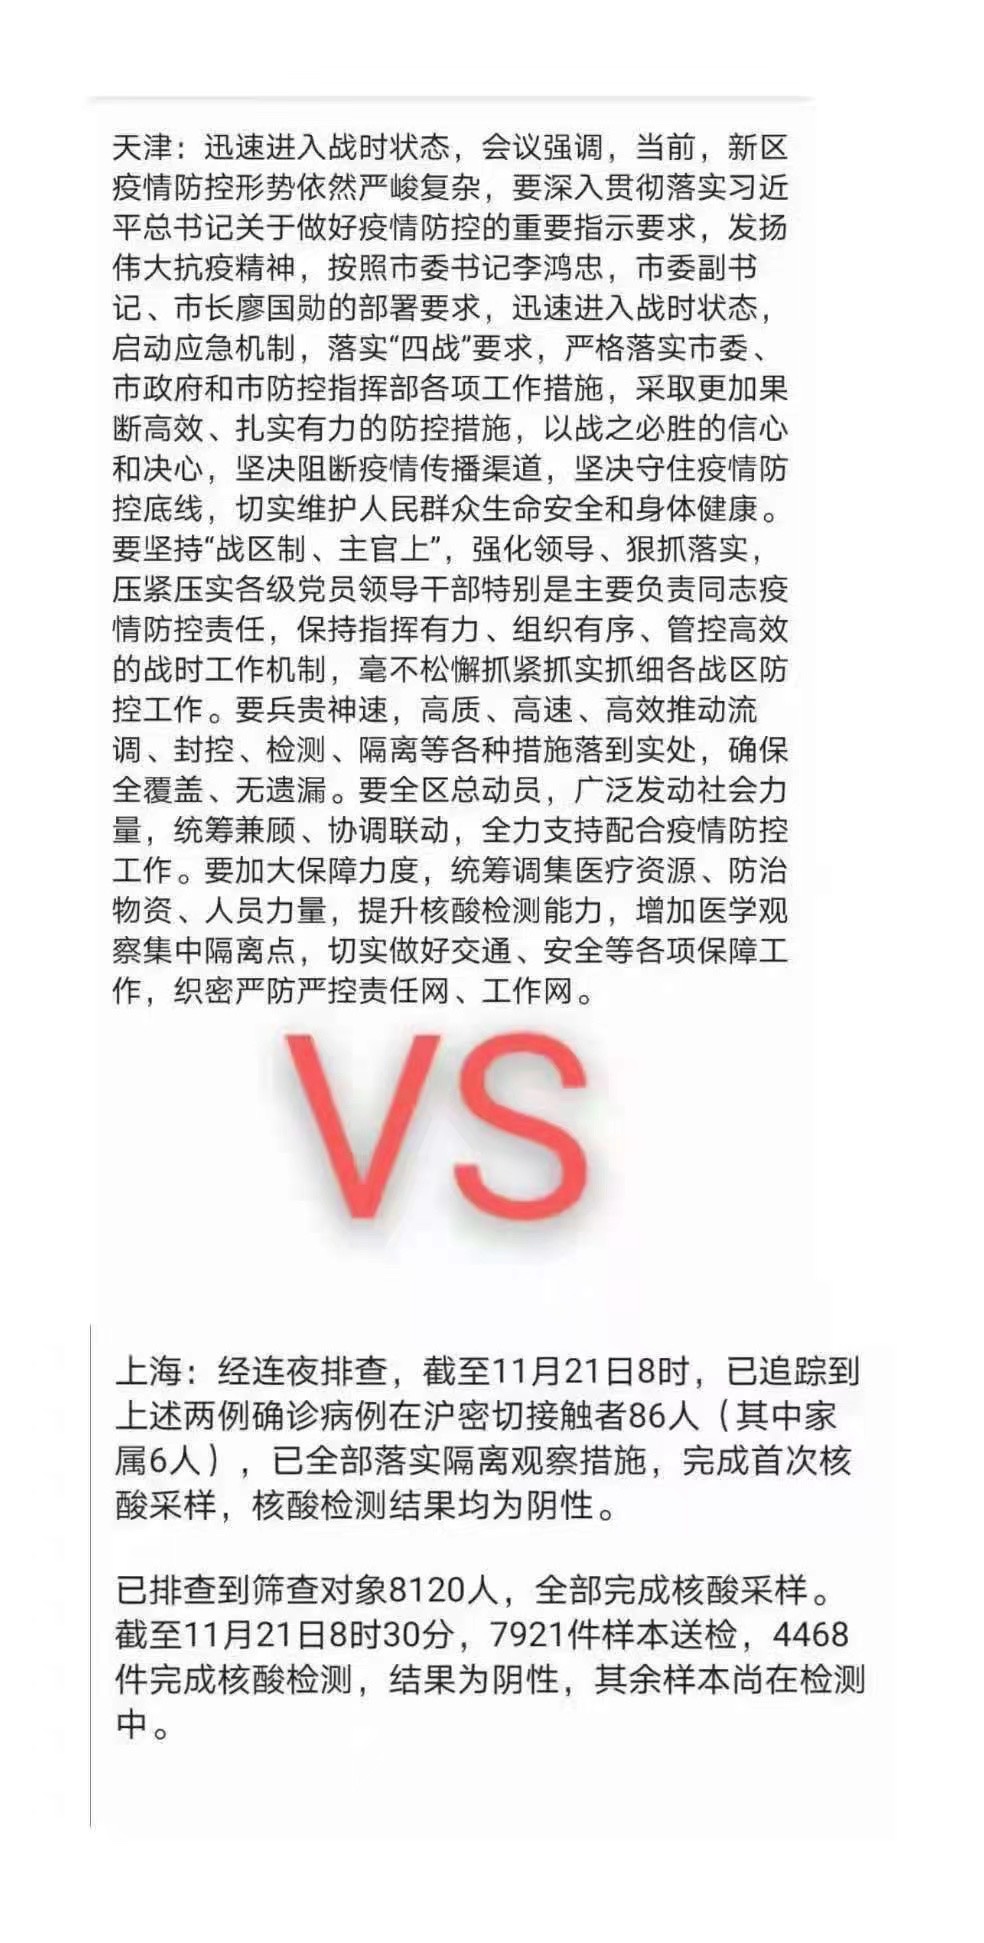 天津：迅速进入战时状态，会议强调，当前，新区
疫情防控形势依然严峻复杂，要深入贯彻落实习近
平总书记关于做好疫情防控的重要指示要求，发扬
伟大抗疫精神，按照市委书记李鸿忠，市委副书
记、市长廖国勋的部署要求，迅速进入战时状态，
启动应急机制，落实“四战”要求，严格落实市委、
市政府和市防控指挥部各项工作措施，采取更加果
断高效、扎实有力的防控措施，以战之必胜的信心
和决心，坚决阻断疫情传播渠道，坚决守住疫情防
控底线，切实维护人民群众生命安全和身体健康。
要坚持“战区制、主官上”，强化领导、狠抓落实，
压紧压实各级党员领导干部特别是主要负责同志疫
情防控责任，保持指挥有力、组织有序、管控高效
的战时工作机制，毫不松懈抓紧抓实抓细各战区防
控工作。要兵贵神速，高质、高速、高效推动流
调、封控、检测、隔离等各种措施落到实处，确保
全覆盖、无遗漏。要全区总动员，广泛发动社会力
量，统筹兼顾、协调联动，全力支持配合疫情防控
工作。要加大保障力度，统筹调集医疗资源、防治
物资、人员力量，提升核酸检测能力，增加医学观
察集中隔离点，切实做好交通、安全等各项保障工
作，织密严防严控责任网、工作网。
VS
上海：经连夜排查，截至11月21日8时，已追踪到
上述两例确诊病例在沪密切接触者86人（其中家
属6人），已全部落实隔离观察措施，完成首次核
酸采样，核酸检测结果均为阴性。
已排查到筛查对象8120人，全部完成核酸采样。
截至11月21日8时30分，7921件样本送检，4468
件完成核酸检测，结果为阴性，其余样本尚在检测
中。